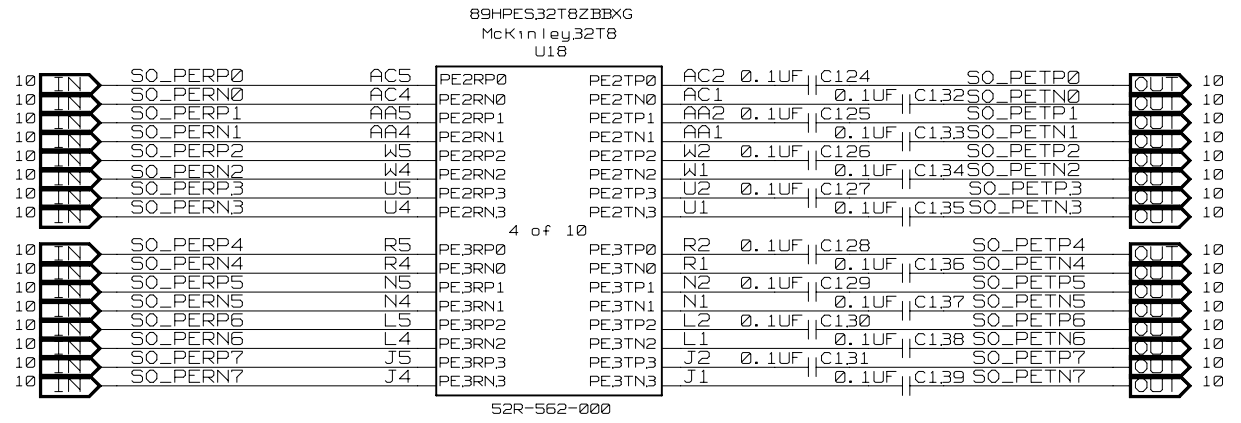 89HPES32T8ZBBXG
McKinley32T8
U18
10 IN SO_PERP0 AC5 PE2RP0 PE2TP0 AC2 0.1UF C124 SO_PETP0 OUT 10
10 IN SO_PERN0 AC4 PE2RN0 PE2TN0 AC1 0.1UF C132 SO_PETN0 OUT 10
10 IN SO_PERP1 AA5 PE2RP1 PE2TP1 AA2 0.1UF C125 SO_PETP1 OUT 10
10 IN SO_PERN1 AA4 PE2RN1 PE2TN1 AA1 0.1UF C133 SO_PETN1 OUT 10
10 IN SO_PERP2 W5 PE2RP2 PE2TP2 W2 0.1UF C126 SO_PETP2 OUT 10
10 IN SO_PERN2 W4 PE2RN2 PE2TN2 W1 0.1UF C134 SO_PETN2 OUT 10
10 IN SO_PERP3 U5 PE2RP3 PE2TP3 U2 0.1UF C127 SO_PETP3 OUT 10
10 IN SO_PERN3 U4 PE2RN3 PE2TN3 U1 0.1UF C135 SO_PETN3 OUT 10
4 of 10
10 IN SO_PERP4 R5 PE3RP0 PE3TP0 R2 0.1UF C128 SO_PETP4 OUT 10
10 IN SO_PERN4 R4 PE3RN0 PE3TN0 R1 0.1UF C136 SO_PETN4 OUT 10
10 IN SO_PERP5 N5 PE3RP1 PE3TP1 N2 0.1UF C129 SO_PETP5 OUT 10
10 IN SO_PERN5 N4 PE3RN1 PE3TN1 N1 0.1UF C137 SO_PETN5 OUT 10
10 IN SO_PERP6 L5 PE3RP2 PE3TP2 L2 0.1UF C130 SO_PETP6 OUT 10
10 IN SO_PERN6 L4 PE3RN2 PE3TN2 L1 0.1UF C138 SO_PETN6 OUT 10
10 IN SO_PERP7 J5 PE3RP3 PE3TP3 J2 0.1UF C131 SO_PETP7 OUT 10
10 IN SO_PERN7 J4 PE3RN3 PE3TN3 J1 0.1UF C139 SO_PETN7 OUT 10
52R-562-000